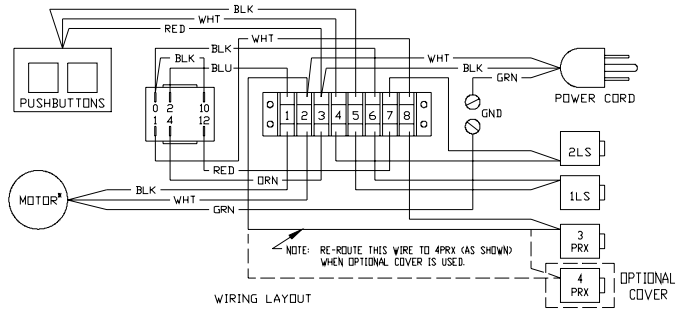 BLK
WHT
RED
WHT
BLK
WHT
BLK
BLK
BLU
GRN
PUSHBUTTONS
POWER CORD
0 2 10
1 4 12
1 2 3 4 5 6 7 8
GND
2LS
RED
ORN
BLK
1LS
MOTOR*
WHT
GRN
3
PRX
NOTE: RE-ROUTE THIS WIRE TO 4PRX (AS SHOWN)
WHEN OPTIONAL COVER IS USED.
4
PRX
OPTIONAL
COVER
WIRING LAYOUT